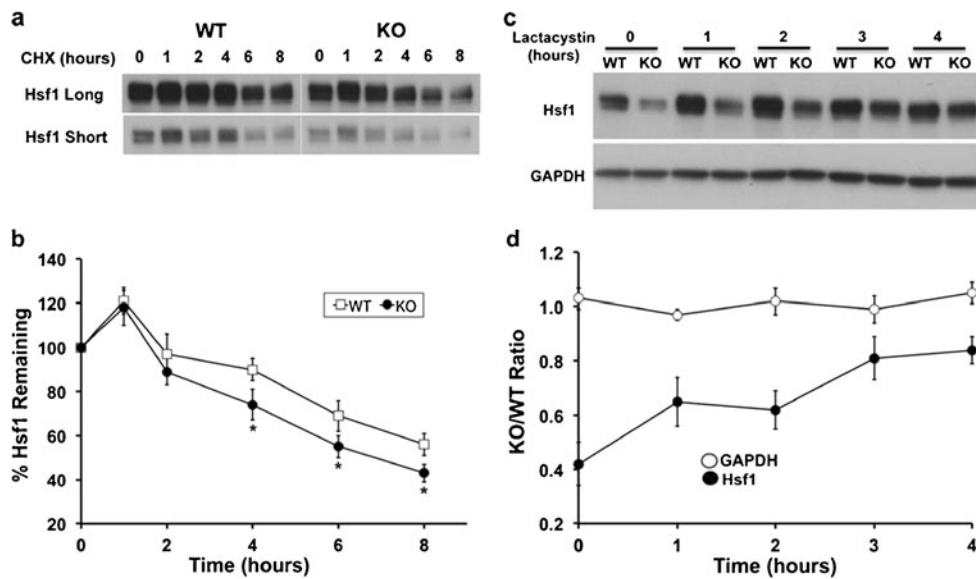 a
WT KO
CHX (hours) 0 1 2 4 6 8 0 1 2 4 6 8
Hsf1 Long
Hsf1 Short
b
140
120
100
80
60
40
20
% Hsf1 Remaining
WT KO
*
*
*
0 2 4 6 8
Time (hours)
c
Lactacystin (hours) 0 1 2 3 4
WT KO WT KO WT KO WT KO WT KO
Hsf1
GAPDH
d
1.2
1.0
0.8
0.6
0.4
0.2
KO/WT Ratio
GAPDH
Hsf1
0 1 2 3 4
Time (hours)